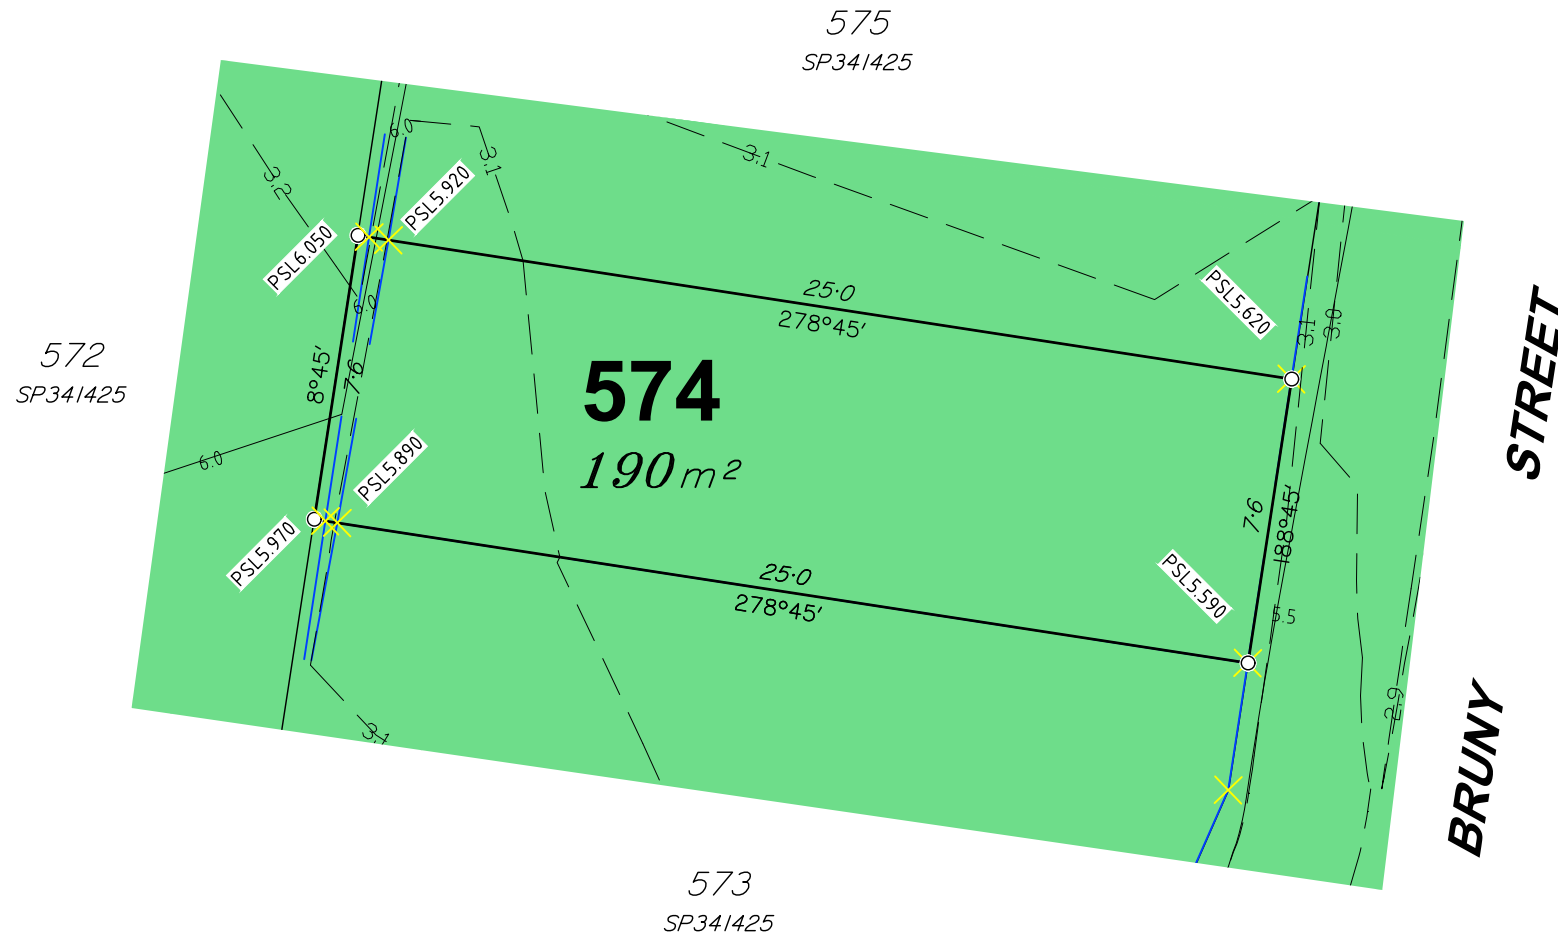 575
SP341425
6.0
3.1
3.1
3.2
PSL5.920
PSL6.050
25·0
278°45′
PSL5.620
3.1
3.0
6.0
STREET
572
SP341425
8°45′
7·6
574
190 m²
6.0
PSL5.890
PSL5.970
7·6
188°45′
25·0
278°45′
PSL5.590
5.5
2.9
3.1
BRUNY
573
SP341425